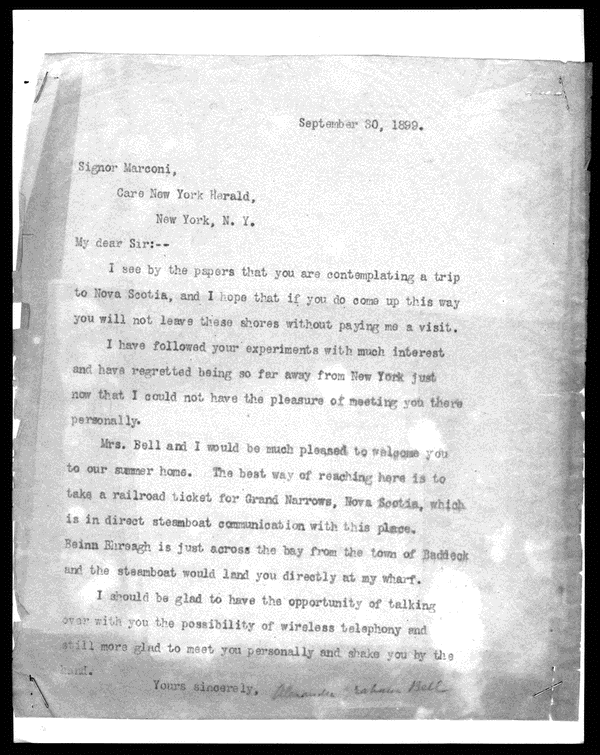 September 30, 1899.
Signor Marconi,
Care New York Herald,
New York, N. Y.
My dear Sir:--
I see by the papers that you are contemplating a trip
to Nova Scotia, and I hope that if you do come up this way
you will not leave these shores without paying me a visit.
I have followed your experiments with much interest
and have regretted being so far away from New York just
now that I could not have the pleasure of meeting you there
personally.
Mrs. Bell and I would be much pleased to welcome you
to our summer home. The best way of reaching here is to
take a railroad ticket for Grand Narrows, Nova Scotia, which
is in direct steamboat communication with this place.
Beinn Bhreagh is just across the bay from the town of Baddeck
and the steamboat would land you directly at my wharf.
I should be glad to have the opportunity of talking
over with you the possibility of wireless telephony and
still more glad to meet you personally and shake you by the
hand.
Yours sincerely, Alexander Graham Bell